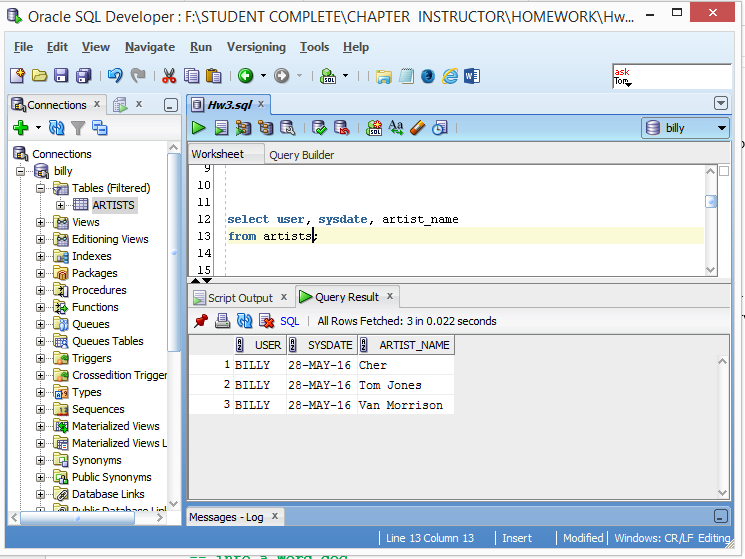 Oracle SQL Developer : F:\STUDENT COMPLETE\CHAPTER INSTRUCTOR\HOMEWORK\Hw...
File Edit View Navigate Run Versioning Tools Help
ask
Tom
Connections x
Hw3.sql x
billy
Worksheet Query Builder
Connections
billy
Tables (Filtered)
ARTISTS
Views
Editioning Views
Indexes
Packages
Procedures
Functions
Queues
Queues Tables
Triggers
Crossedition Trigger
Types
Sequences
Materialized Views
Materialized Views L
Synonyms
Public Synonyms
Database Links
Public Database Link
9
10
11
12 select user, sysdate, artist_name
13 from artists;
14
15
Script Output x Query Result x
SQL | All Rows Fetched: 3 in 0.022 seconds
USER SYSDATE ARTIST_NAME
1 BILLY 28-MAY-16 Cher
2 BILLY 28-MAY-16 Tom Jones
3 BILLY 28-MAY-16 Van Morrison
Messages - Log x
Line 13 Column 13 | Insert | Modified | Windows: CR/LF Editing